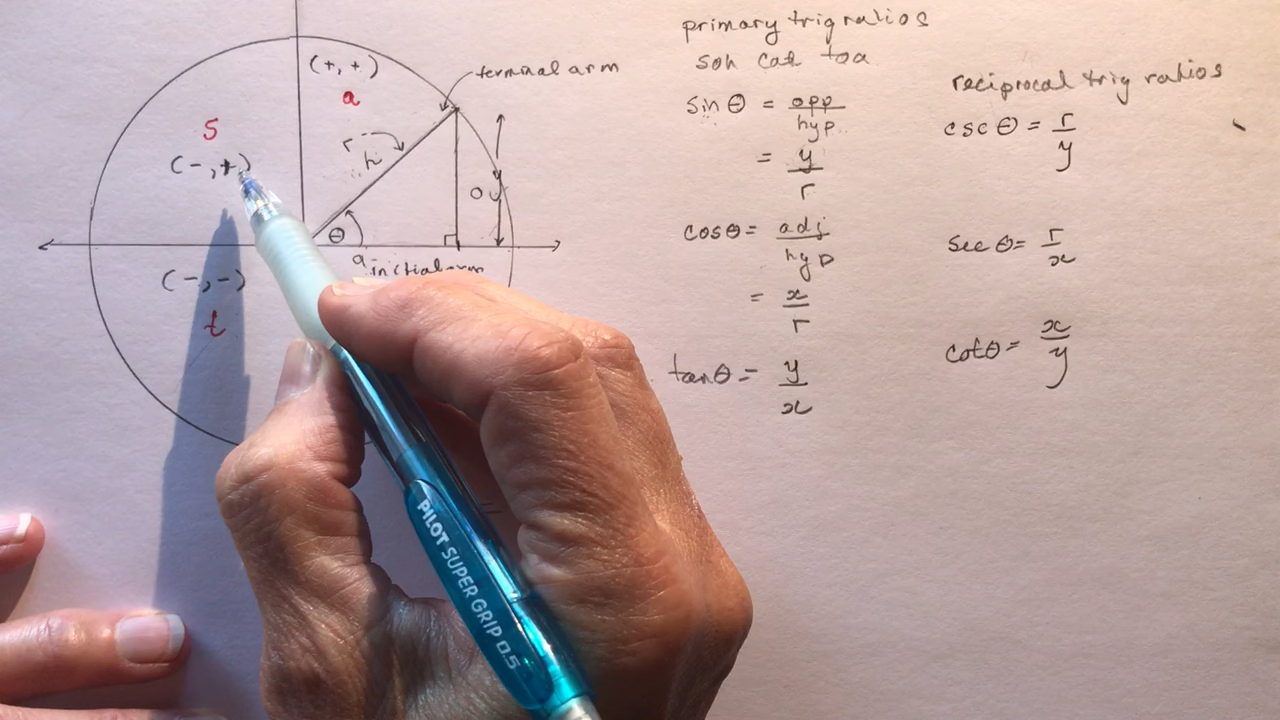 (+, +)
a
terminal arm
S
(-, +)
r
h
o y
θ
a
initial arm
(-, -)
t
primary trig ratios
soh cah toa
sin θ = opp
hyp
= y
r
cos θ = adj
hyp
= x
r
tan θ = y
x
reciprocal trig ratios
csc θ = r
y
sec θ = r
x
cot θ = x
y
PILOT SUPER GRIP 0.5